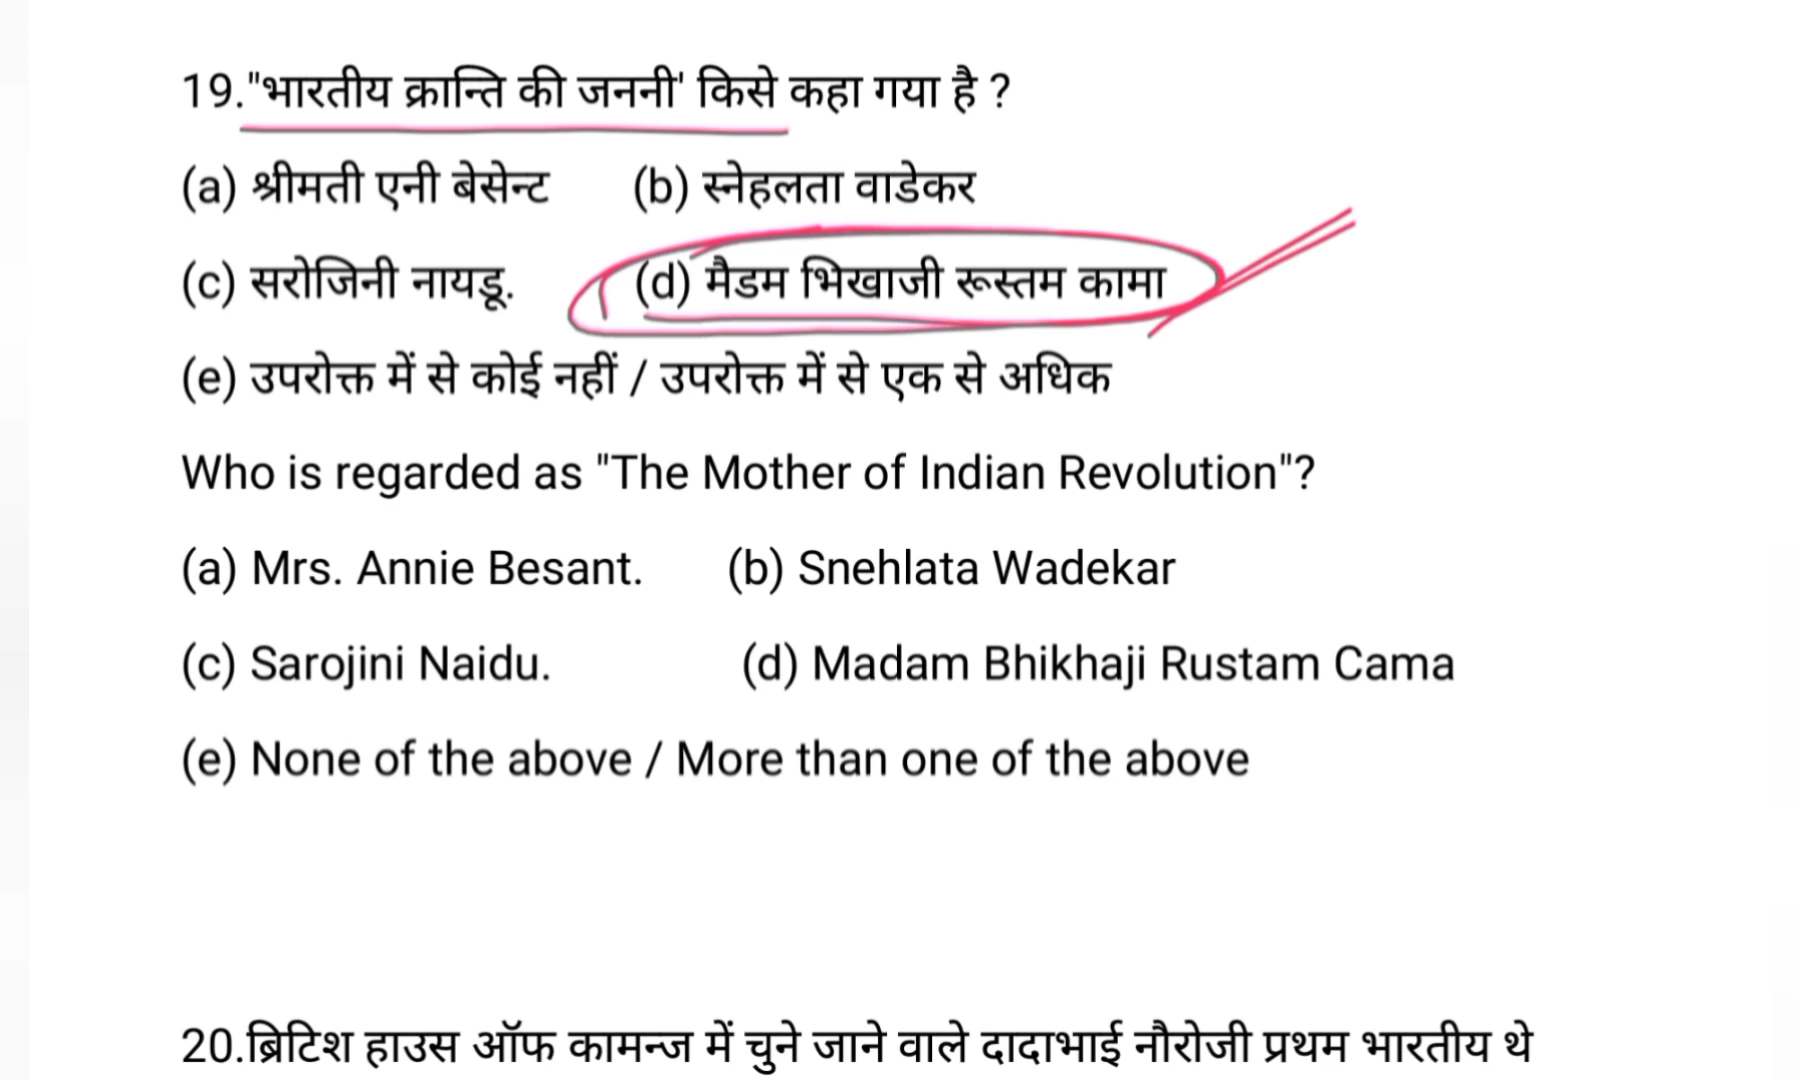 19."भारतीय क्रान्ति की जननी' किसे कहा गया है ?
(a) श्रीमती एनी बेसेन्ट (b) स्नेहलता वाडेकर
(c) सरोजिनी नायडू. (d) मैडम भिखाजी रूस्तम कामा
(e) उपरोक्त में से कोई नहीं / उपरोक्त में से एक से अधिक
Who is regarded as "The Mother of Indian Revolution"?
(a) Mrs. Annie Besant. (b) Snehlata Wadekar
(c) Sarojini Naidu. (d) Madam Bhikhaji Rustam Cama
(e) None of the above / More than one of the above
20.ब्रिटिश हाउस ऑफ कामन्ज में चुने जाने वाले दादाभाई नौरोजी प्रथम भारतीय थे